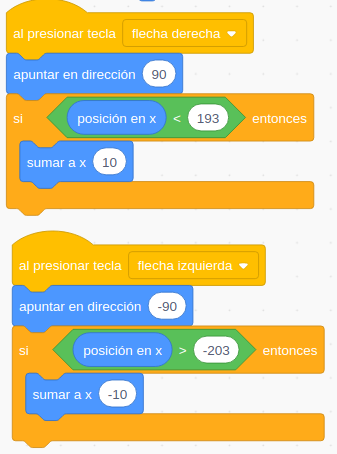 al presionar tecla flecha derecha
apuntar en dirección 90
si posición en x < 193 entonces
sumar a x 10
al presionar tecla flecha izquierda
apuntar en dirección -90
si posición en x > -203 entonces
sumar a x -10